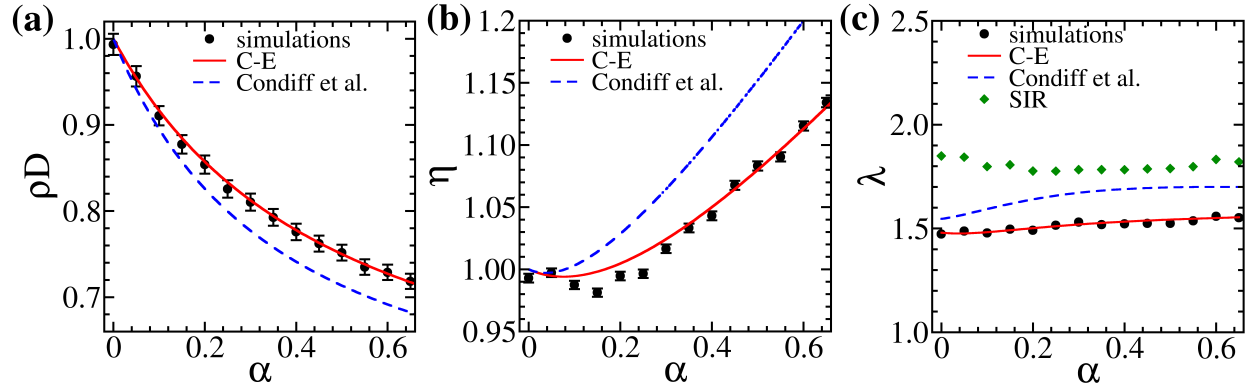 (a)
simulations
C-E
Condiff et al.
1.0
0.9
0.8
0.7
ρD
0
0.2
0.4
0.6
α
(b)
simulations
C-E
Condiff et al.
1.2
1.15
1.10
1.05
1.00
0.95
η
0
0.2
0.4
0.6
α
(c)
simulations
C-E
Condiff et al.
SIR
2.5
2.0
1.5
1.0
λ
0
0.2
0.4
0.6
α